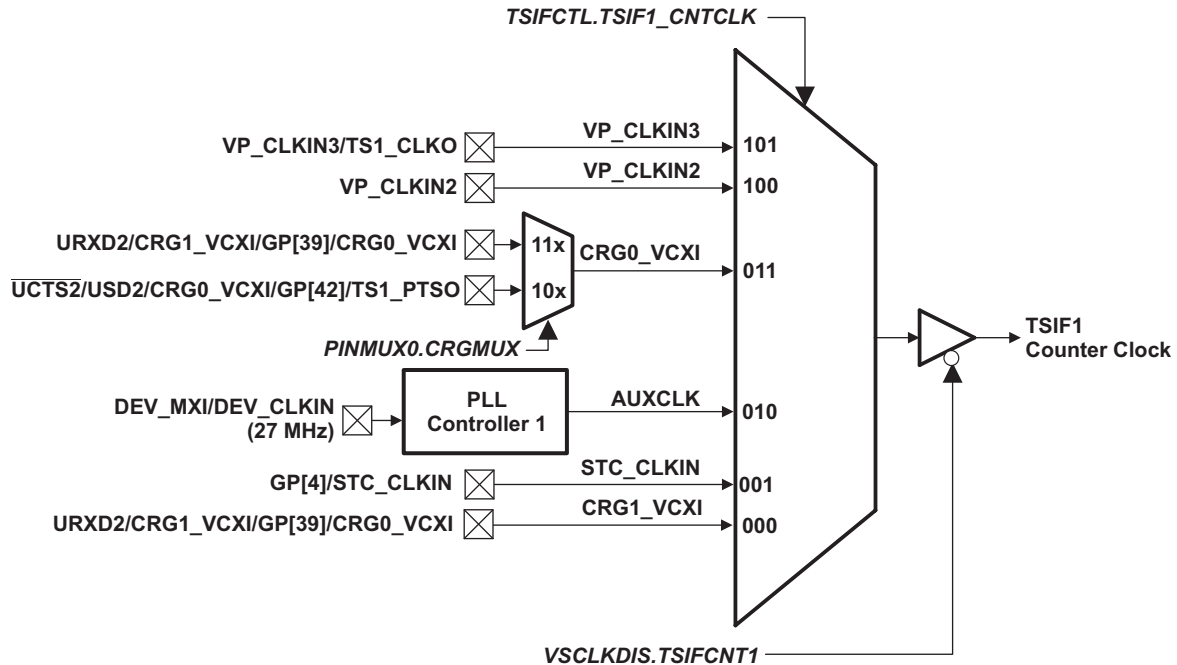 TSIFCTL.TSIF1_CNTCLK
VP_CLKIN3/TS1_CLKO
VP_CLKIN3
101
VP_CLKIN2
VP_CLKIN2
100
URXD2/CRG1_VCXI/GP[39]/CRG0_VCXI
11x
CRG0_VCXI
011
UCTS2/USD2/CRG0_VCXI/GP[42]/TS1_PTSO
10x
PINMUX0.CRGMUX
TSIF1
Counter Clock
DEV_MXI/DEV_CLKIN
(27 MHz)
PLL
Controller 1
AUXCLK
010
GP[4]/STC_CLKIN
STC_CLKIN
001
URXD2/CRG1_VCXI/GP[39]/CRG0_VCXI
CRG1_VCXI
000
VSCLKDIS.TSIFCNT1